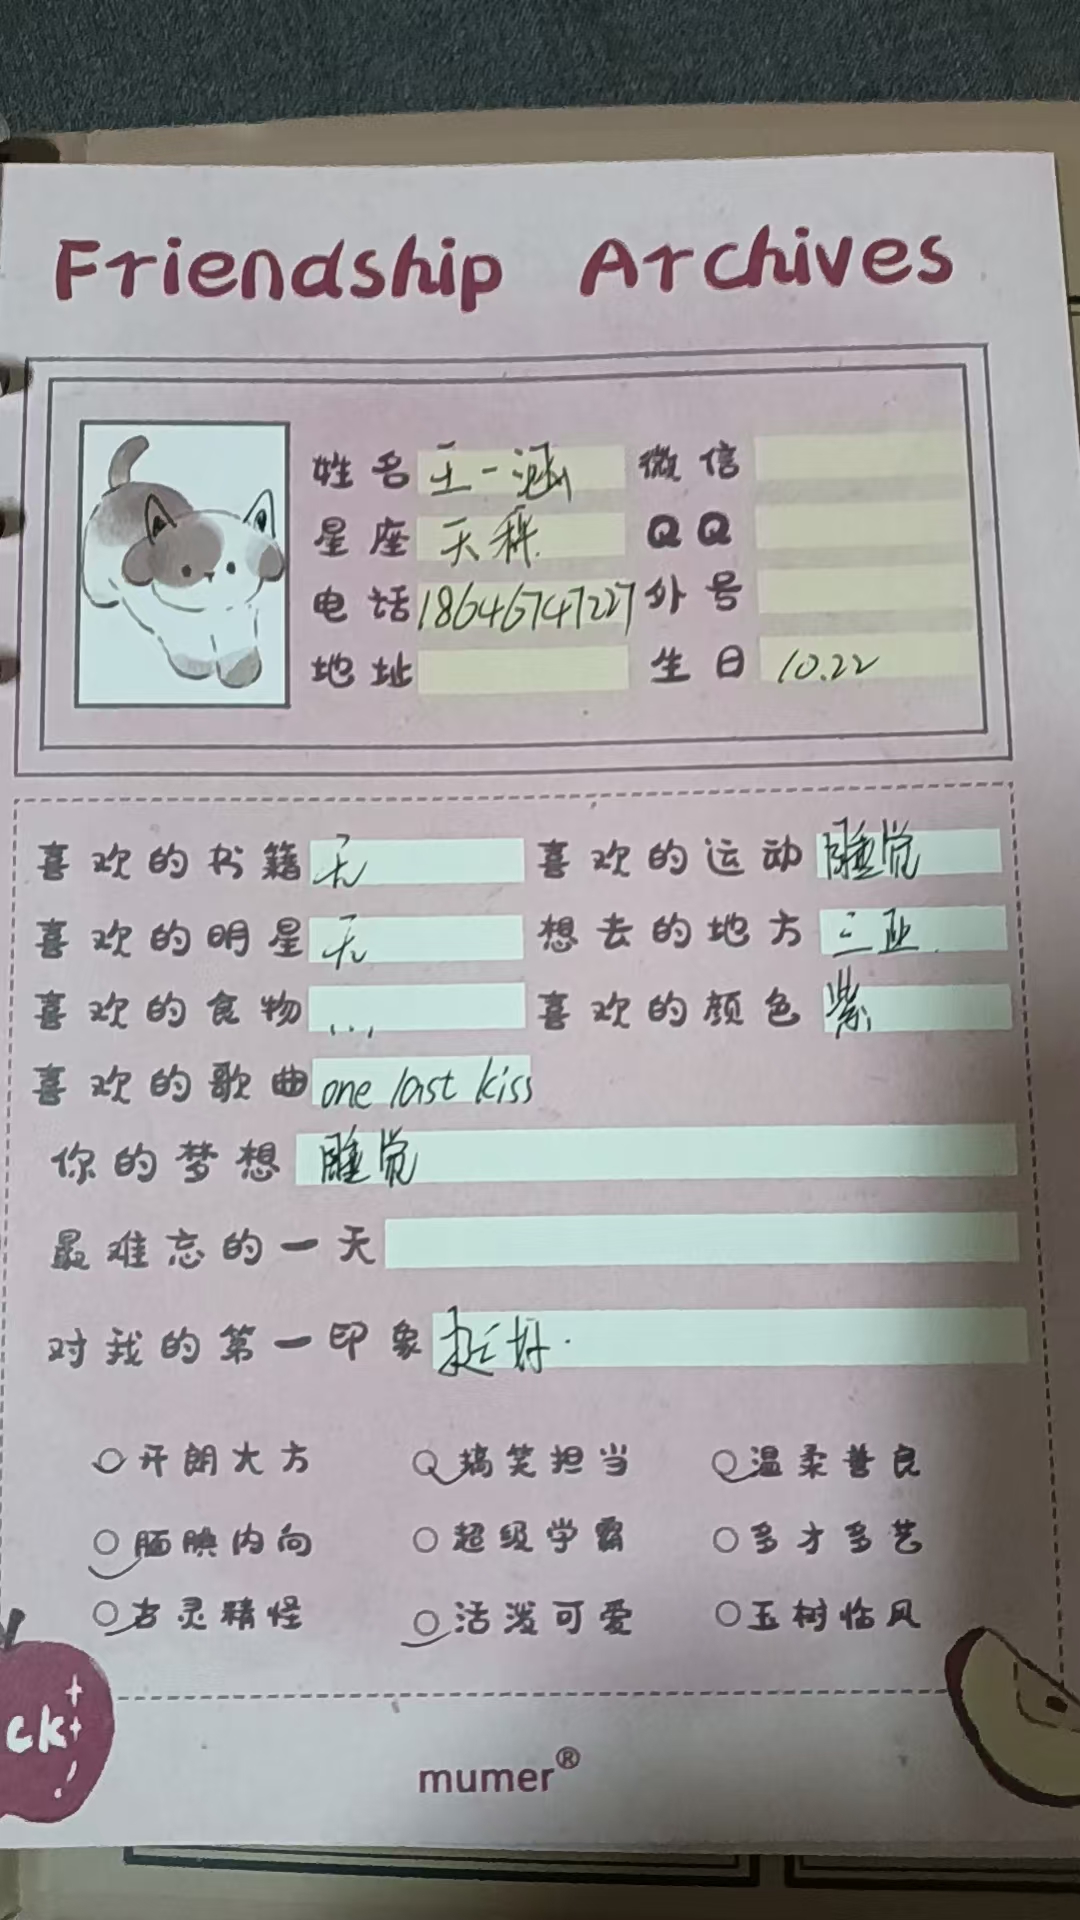 Friendship Archives
姓名 王一涵 微信
星座 天秤 QQ
电话 18646747227 外号
地址 生日 10.22
喜欢的书籍 无 喜欢的运动 睡觉
喜欢的明星 无 想去的地方 三亚
喜欢的食物 ... 喜欢的颜色 紫
喜欢的歌曲 one last kiss
你的梦想 睡觉
最难忘的一天
对我的第一印象 挺好.
开朗大方 搞笑担当 温柔善良
腼腆内向 超级学霸 多才多艺
古灵精怪 活泼可爱 玉树临风
ck
mumer®